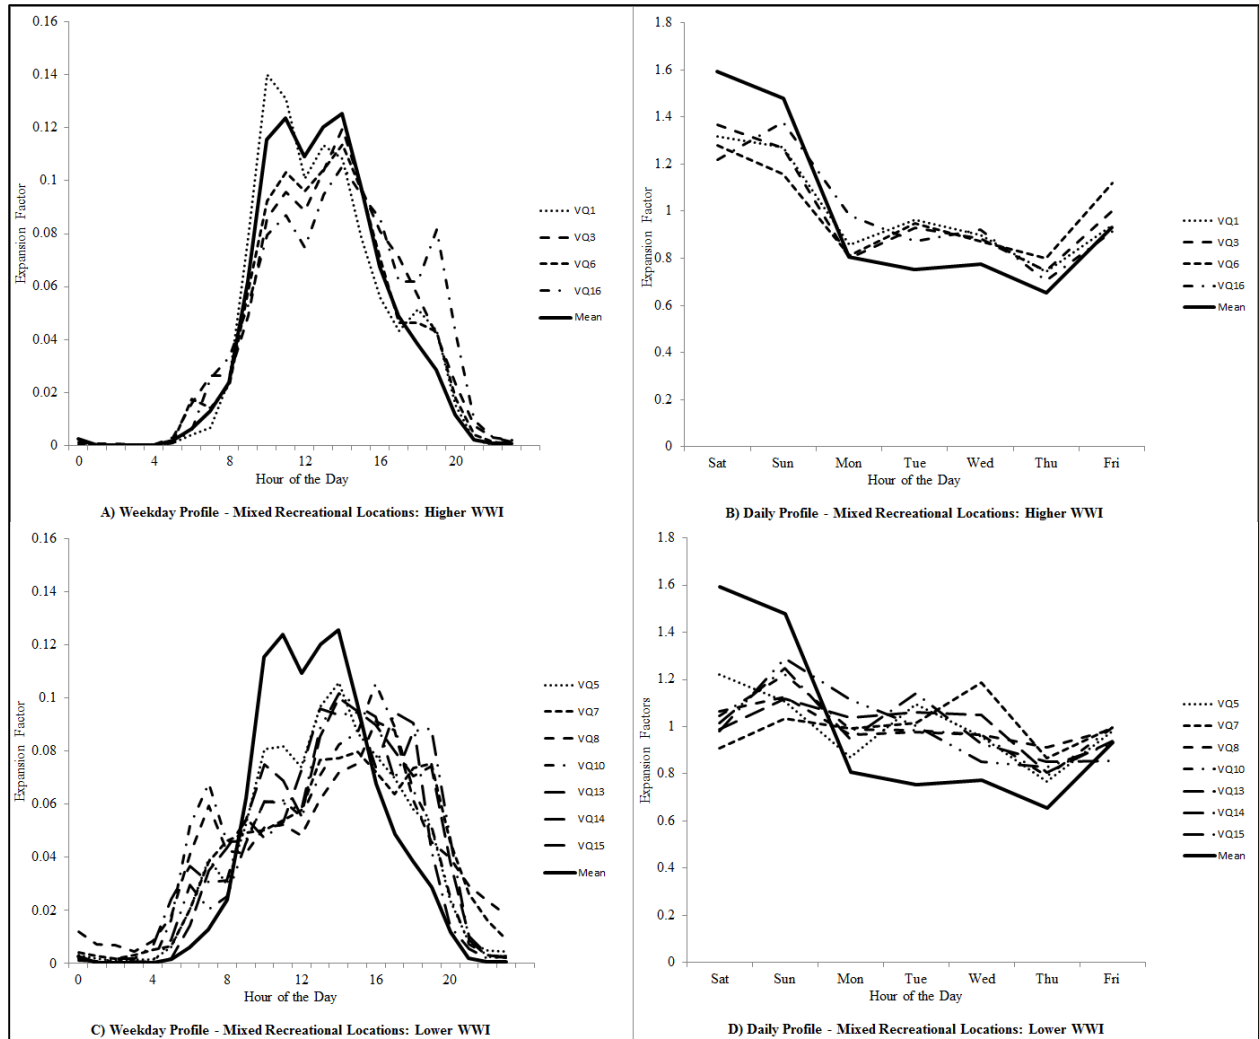 0.16
0.14
0.12
0.1
0.08
0.06
0.04
0.02
0
Expansion Factor
0 4 8 12 16 20
Hour of the Day
VQ1
VQ3
VQ6
VQ16
Mean
A) Weekday Profile - Mixed Recreational Locations: Higher WWI
1.8
1.6
1.4
1.2
1
0.8
0.6
0.4
0.2
0
Expansion Factor
Sat Sun Mon Tue Wed Thu Fri
Hour of the Day
VQ1
VQ3
VQ6
VQ16
Mean
B) Daily Profile - Mixed Recreational Locations: Higher WWI
0.16
0.14
0.12
0.1
0.08
0.06
0.04
0.02
0
Expansion Factor
0 4 8 12 16 20
Hour of the Day
VQ5
VQ7
VQ8
VQ10
VQ13
VQ14
VQ15
Mean
C) Weekday Profile - Mixed Recreational Locations: Lower WWI
1.8
1.6
1.4
1.2
1
0.8
0.6
0.4
0.2
0
Expansion Factors
Sat Sun Mon Tue Wed Thu Fri
Hour of the Day
VQ5
VQ7
VQ8
VQ10
VQ13
VQ14
VQ15
Mean
D) Daily Profile - Mixed Recreational Locations: Lower WWI